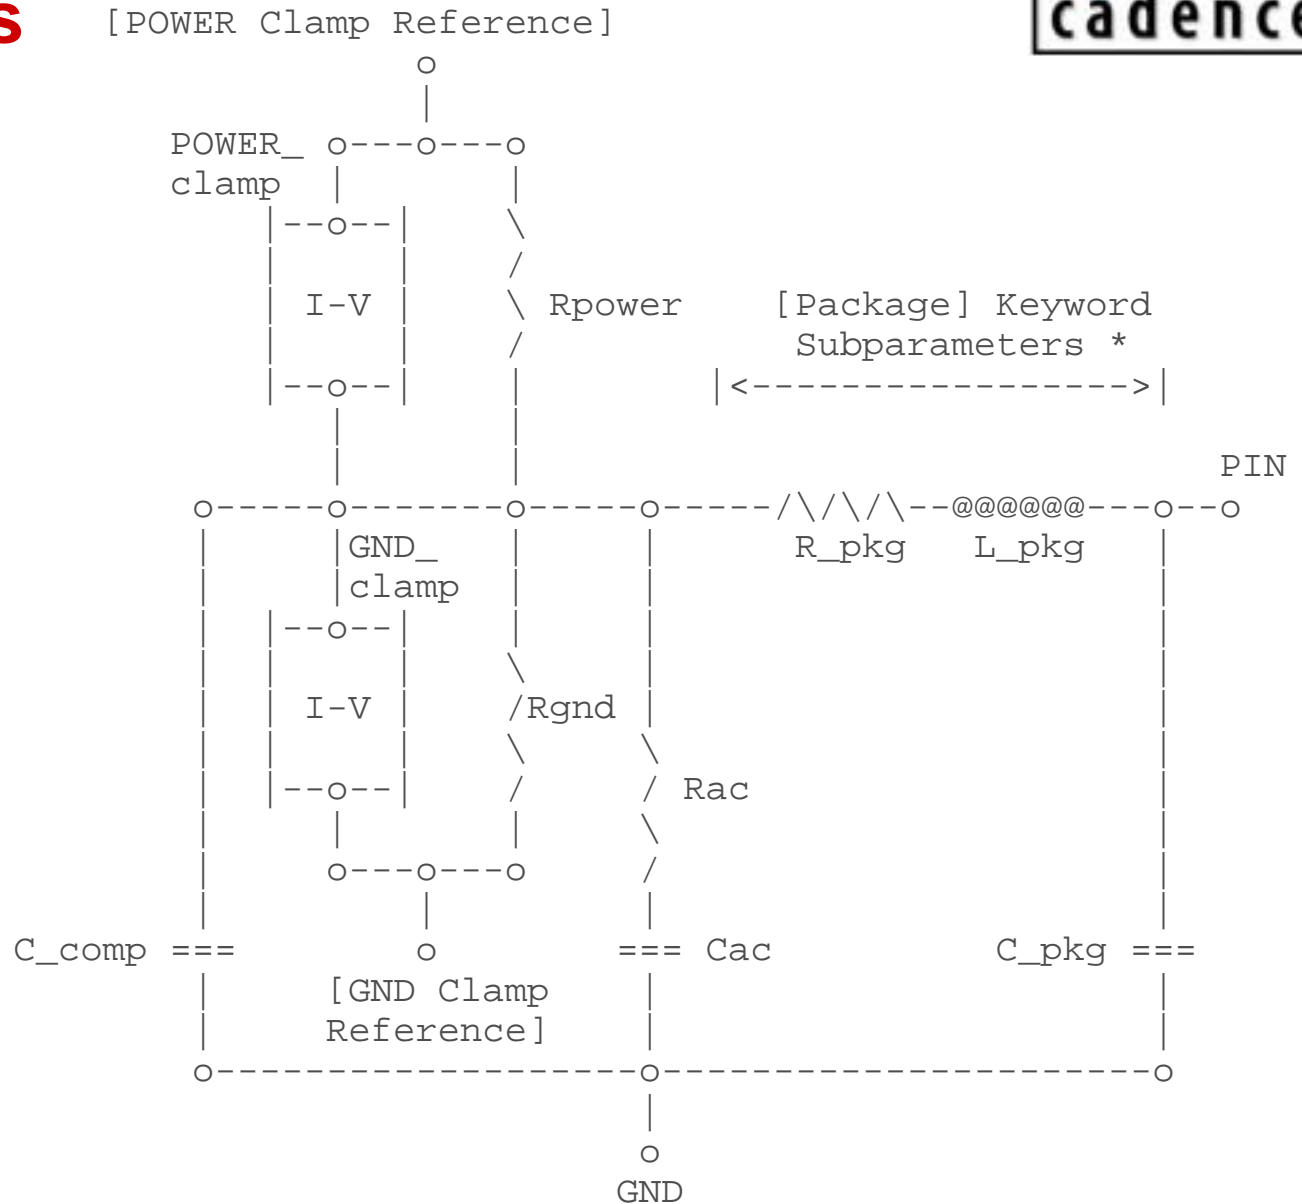 s
[POWER Clamp Reference]
cadence
POWER_
clamp
I-V
Rpower
[Package] Keyword
Subparameters *
|<----------------->|
PIN
/\/\/\--@@@@@@---o--o
GND_
clamp
R_pkg L_pkg
I-V
Rgnd
Rac
C_comp === o === Cac C_pkg ===
[GND Clamp
Reference]
GND